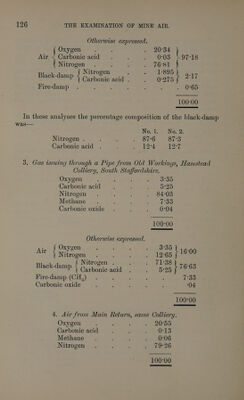 126 THE EXAMINATION OF MINE AIR.
Otherwise expressed.
Air { Oxygen . . . . 20·34 } 97·18
{ Carbonic acid . . . 0·03
{ Nitrogen . . . . 76·81
Black-damp { Nitrogen . . 1·895 } 2·17
{ Carbonic acid . 0·275
Fire-damp . . . . . . 0·65
100·00
In these analyses the percentage composition of the black-damp
was—
No. 1. No. 2.
Nitrogen . . . . . 87·6 87·3
Carbonic acid . . . . 12·4 12·7
3. Gas issuing through a Pipe from Old Workings, Hamstead
Colliery, South Staffordshire.
Oxygen . . . . 3·35
Carbonic acid . . . 5·25
Nitrogen . . . . 84·03
Methane . . . . 7·33
Carbonic oxide . . . 0·04
100·00
Otherwise expressed.
Air { Oxygen . . . . 3·35 } 16·00
{ Nitrogen . . . . 12·65
Black-damp { Nitrogen . . 71·38 } 76·63
{ Carbonic acid . 5·25
Fire-damp (CH₄) . . . . 7·33
Carbonic oxide . . . . ·04
100·00
4. Air from Main Return, same Colliery.
Oxygen . . . . 20·55
Carbonic acid . . . 0·13
Methane . . . . 0·06
Nitrogen . . . . 79·26
100·00